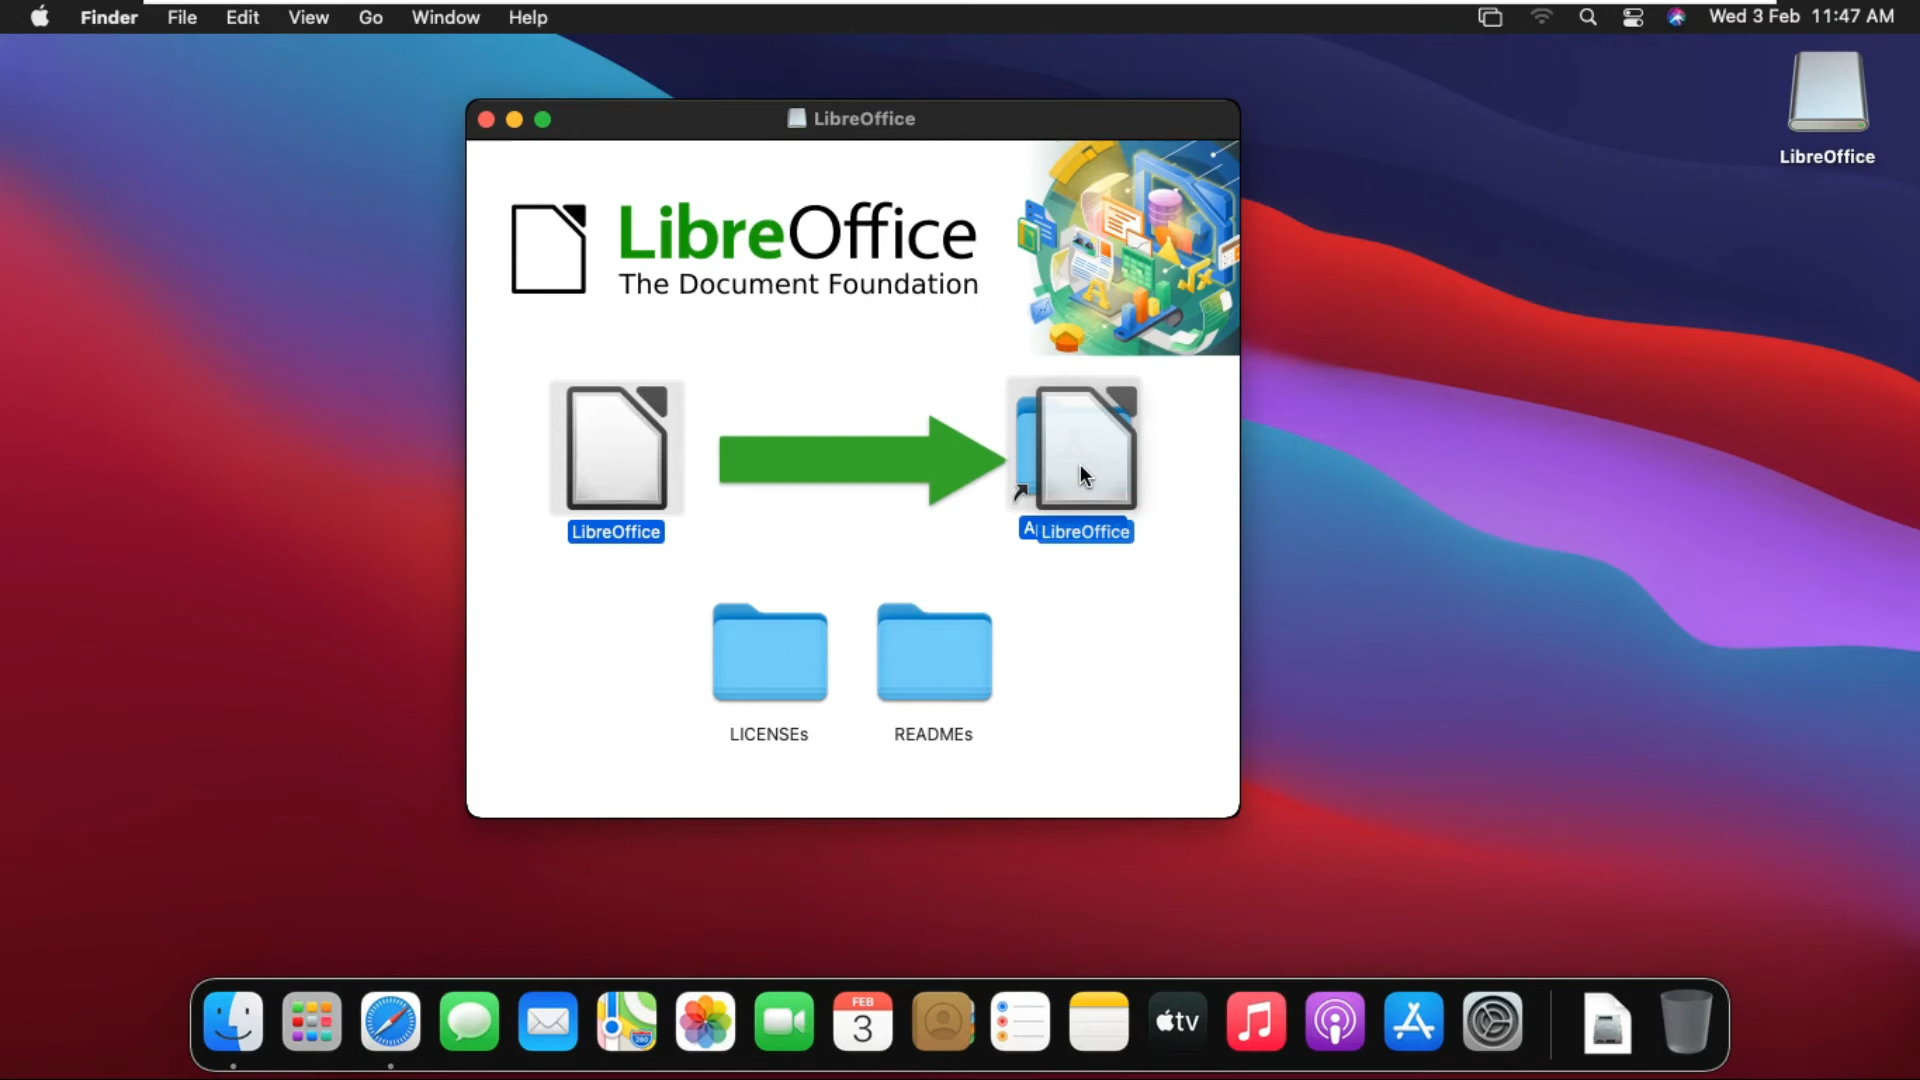 Finder File Edit View Go Window Help Wed 3 Feb 11:47 AM
LibreOffice
LibreOffice
LibreOffice
The Document Foundation
LibreOffice
A
LibreOffice
LICENSEs
READMEs
FEB
3
280
tv